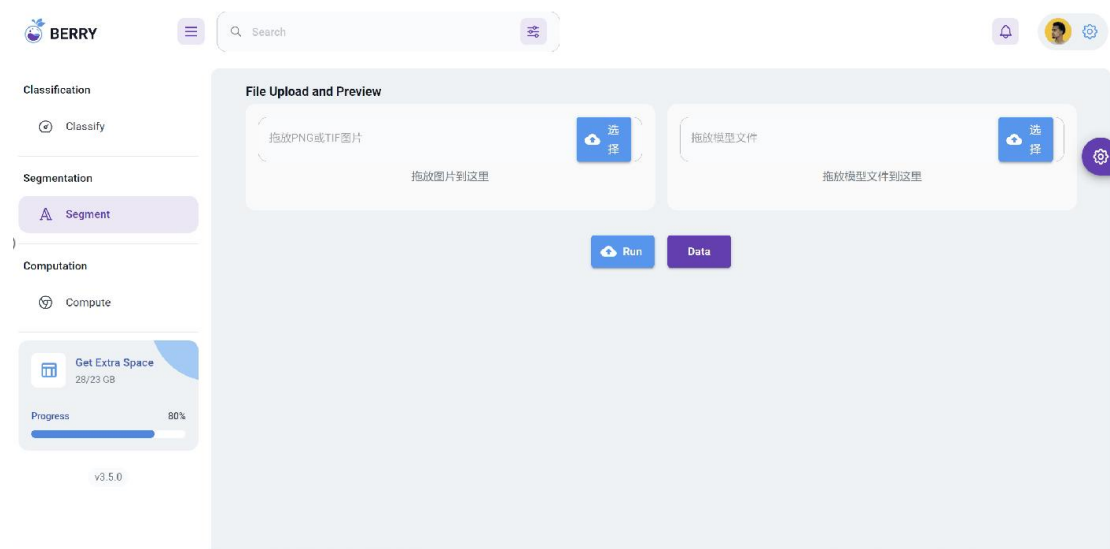 BERRY
Search
Classification
Classify
Segmentation
Segment
)
Computation
Compute
Get Extra Space
28/23 GB
Progress 80%
v3.5.0
File Upload and Preview
拖放PNG或TIF图片
选
择
拖放图片到这里
拖放模型文件
选
择
拖放模型文件到这里
Run
Data